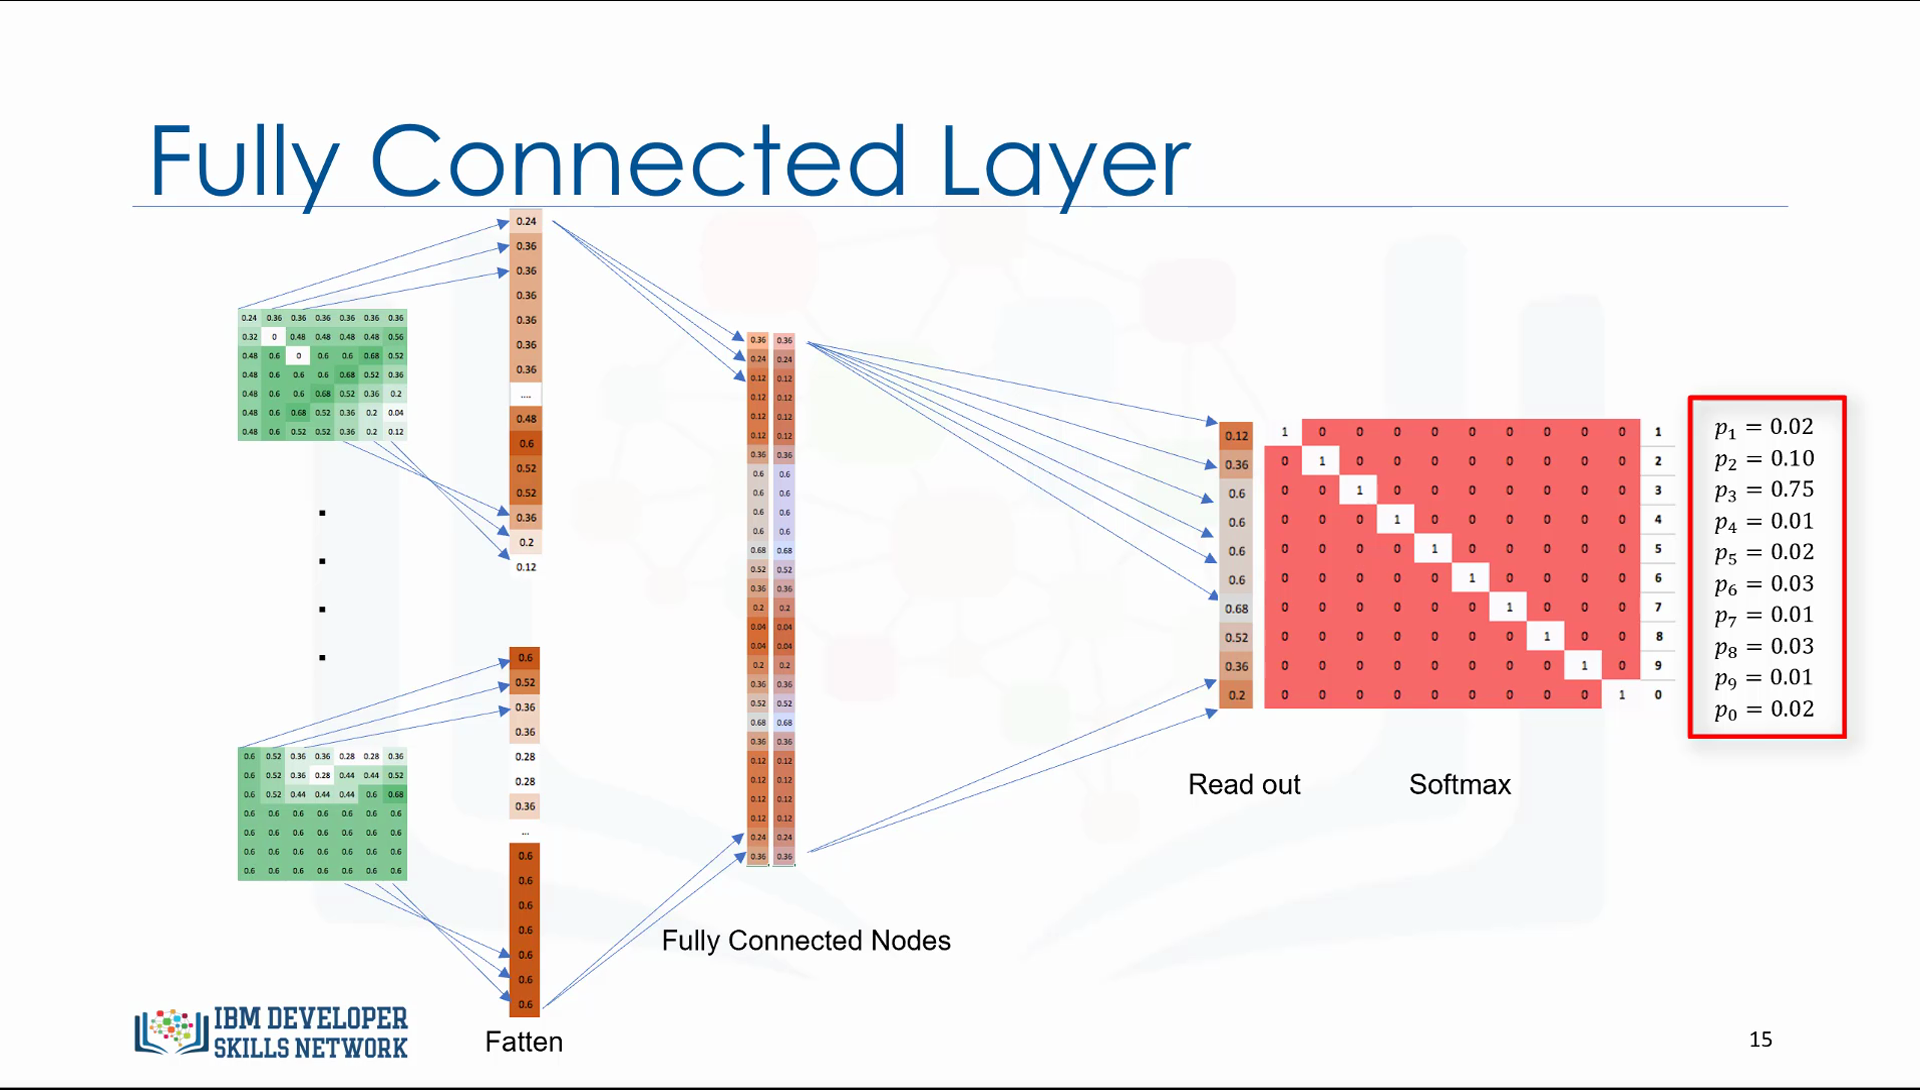 Fully Connected Layer
0.24 0.36 0.36 0.36 0.36 0.36 0.36
0.32 0 0.48 0.48 0.48 0.48 0.56
0.48 0.6 0 0.6 0.6 0.68 0.52
0.48 0.6 0.6 0.6 0.68 0.52 0.36
0.48 0.6 0.6 0.68 0.52 0.36 0.2
0.48 0.6 0.68 0.52 0.36 0.2 0.04
0.48 0.6 0.52 0.52 0.36 0.2 0.12
0.6 0.52 0.36 0.36 0.28 0.28 0.36
0.6 0.52 0.36 0.28 0.44 0.44 0.52
0.6 0.52 0.44 0.44 0.44 0.6 0.68
0.6 0.6 0.6 0.6 0.6 0.6 0.6
0.6 0.6 0.6 0.6 0.6 0.6 0.6
0.6 0.6 0.6 0.6 0.6 0.6 0.6
0.6 0.6 0.6 0.6 0.6 0.6 0.6
0.24
0.36
0.36
0.36
0.36
0.36
0.36
....
0.48
0.6
0.52
0.52
0.36
0.2
0.12
0.6
0.52
0.36
0.36
0.28
0.28
0.36
...
0.6
0.6
0.6
0.6
0.6
0.6
0.6
Fatten
0.36 0.36
0.24 0.24
0.12 0.12
0.12 0.12
0.12 0.12
0.12 0.12
0.36 0.36
0.6 0.6
0.6 0.6
0.6 0.6
0.6 0.6
0.68 0.68
0.52 0.52
0.36 0.36
0.2 0.2
0.04 0.04
0.04 0.04
0.2 0.2
0.36 0.36
0.52 0.52
0.68 0.68
0.36 0.36
0.12 0.12
0.12 0.12
0.12 0.12
0.12 0.12
0.24 0.24
0.36 0.36
Fully Connected Nodes
0.12
0.36
0.6
0.6
0.6
0.6
0.68
0.52
0.36
0.2
Read out
1 0 0 0 0 0 0 0 0 0 1
0 1 0 0 0 0 0 0 0 0 2
0 0 1 0 0 0 0 0 0 0 3
0 0 0 1 0 0 0 0 0 0 4
0 0 0 0 1 0 0 0 0 0 5
0 0 0 0 0 1 0 0 0 0 6
0 0 0 0 0 0 1 0 0 0 7
0 0 0 0 0 0 0 1 0 0 8
0 0 0 0 0 0 0 0 1 0 9
0 0 0 0 0 0 0 0 0 1 0
Softmax
p₁ = 0.02
p₂ = 0.10
p₃ = 0.75
p₄ = 0.01
p₅ = 0.02
p₆ = 0.03
p₇ = 0.01
p₈ = 0.03
p₉ = 0.01
p₀ = 0.02
IBM DEVELOPER
SKILLS NETWORK
15